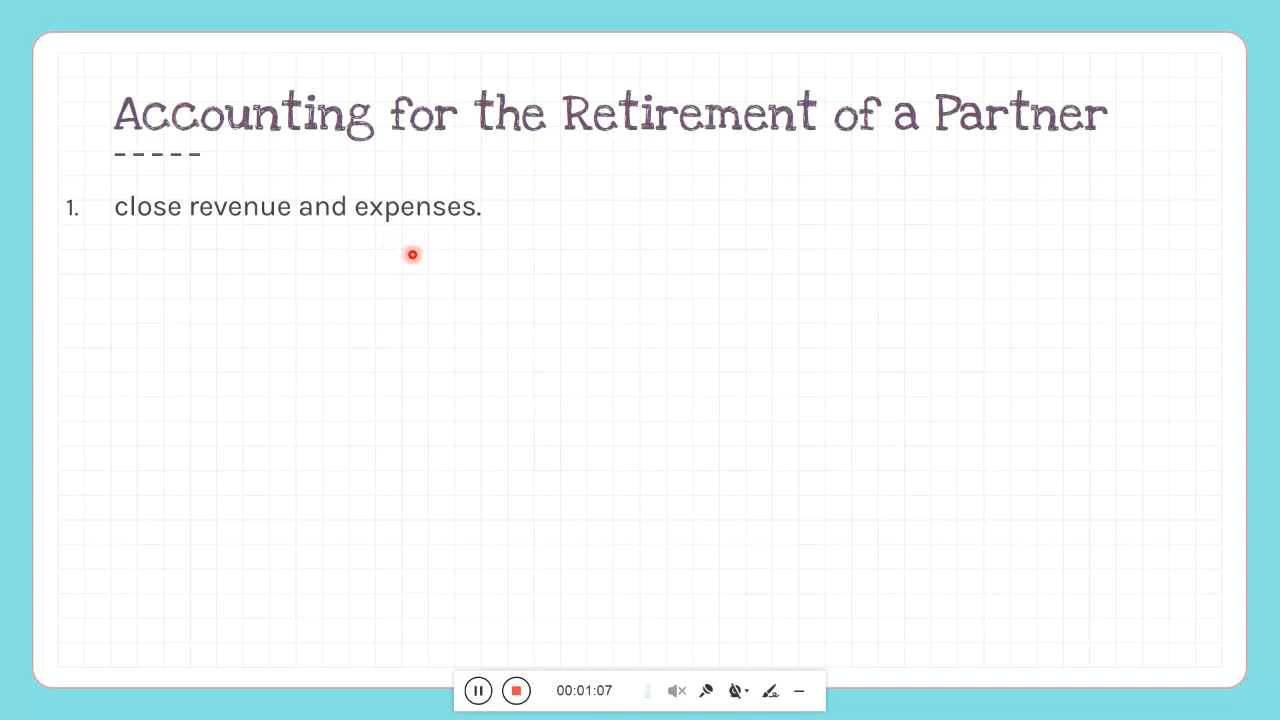 Accounting for the Retirement of a Partner
1. close revenue and expenses.
00:01:07